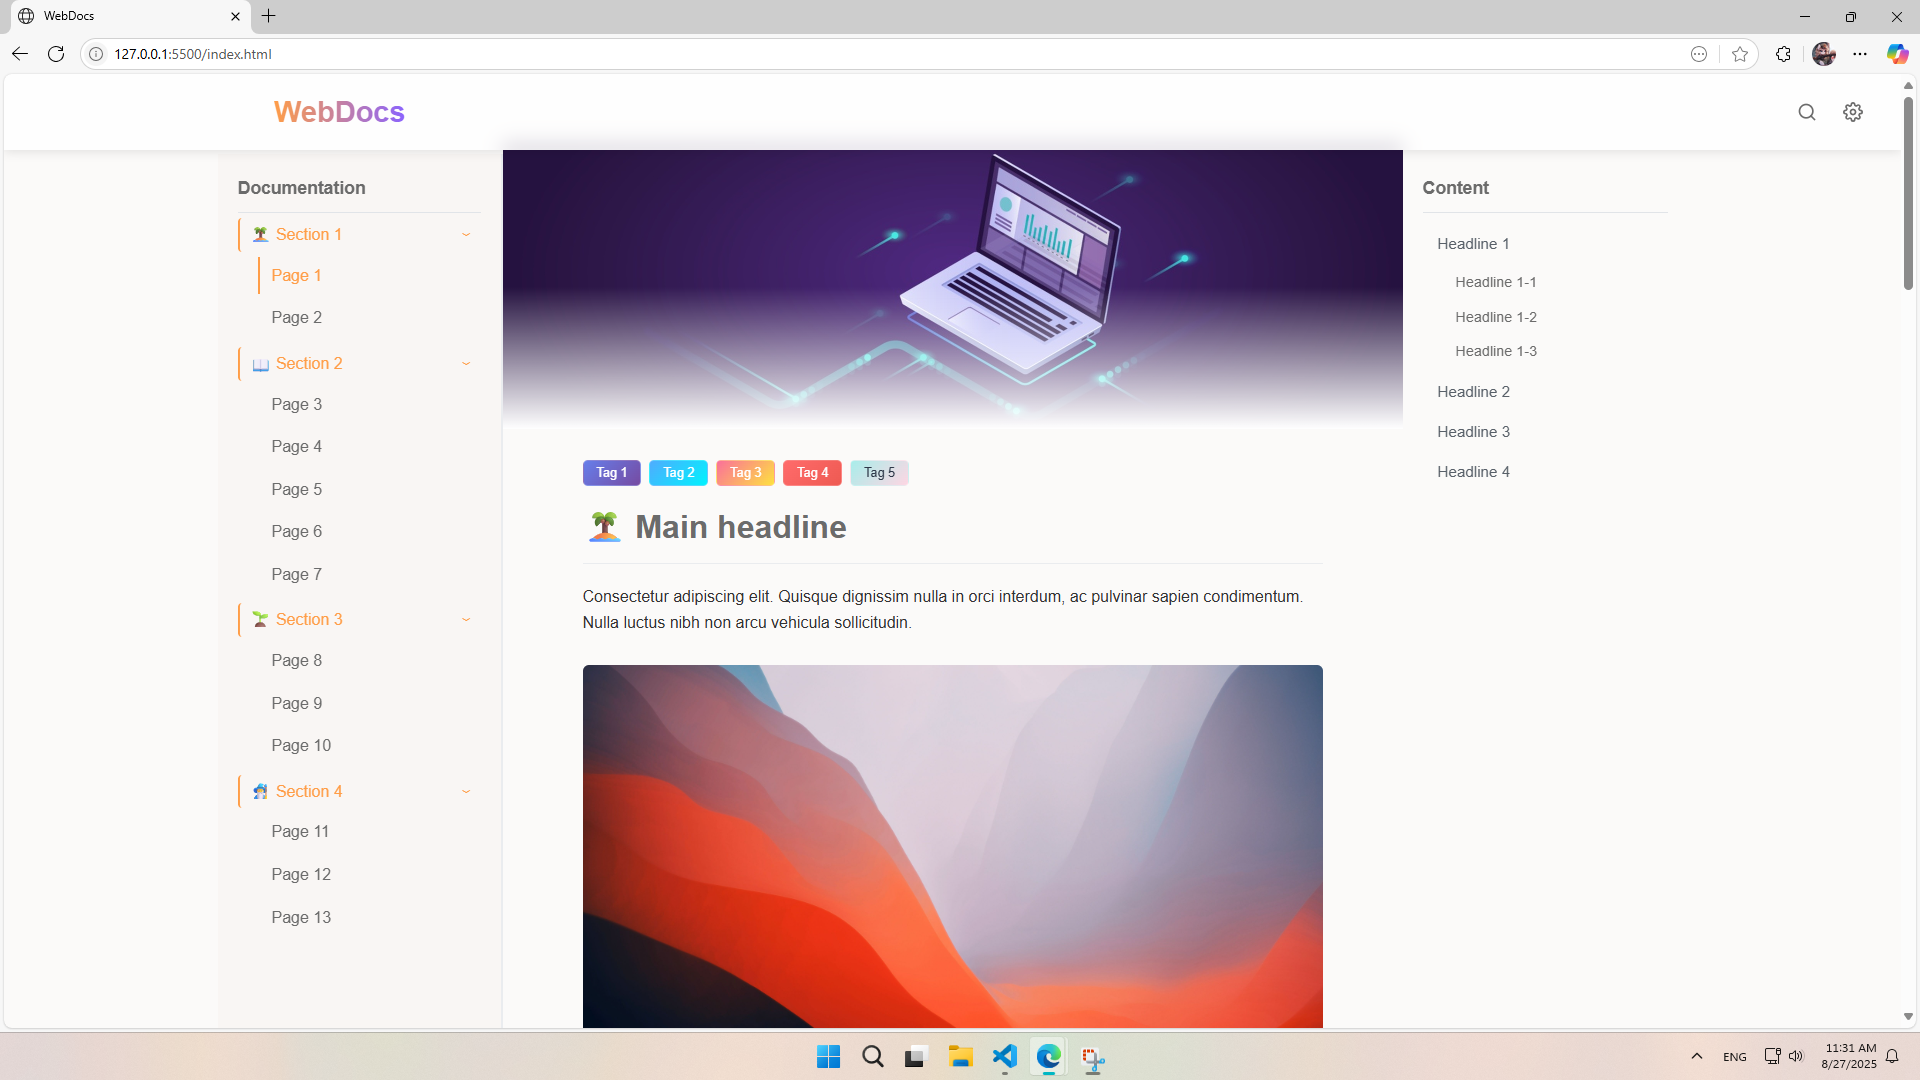 WebDocs
127.0.0.1:5500/index.html
WebDocs
Documentation
Section 1
Page 1
Page 2
Section 2
Page 3
Page 4
Page 5
Page 6
Page 7
Section 3
Page 8
Page 9
Page 10
Section 4
Page 11
Page 12
Page 13
Tag 1 Tag 2 Tag 3 Tag 4 Tag 5
Main headline
Consectetur adipiscing elit. Quisque dignissim nulla in orci interdum, ac pulvinar sapien condimentum.
Nulla luctus nibh non arcu vehicula sollicitudin.
Content
Headline 1
Headline 1-1
Headline 1-2
Headline 1-3
Headline 2
Headline 3
Headline 4
ENG
11:31 AM
8/27/2025